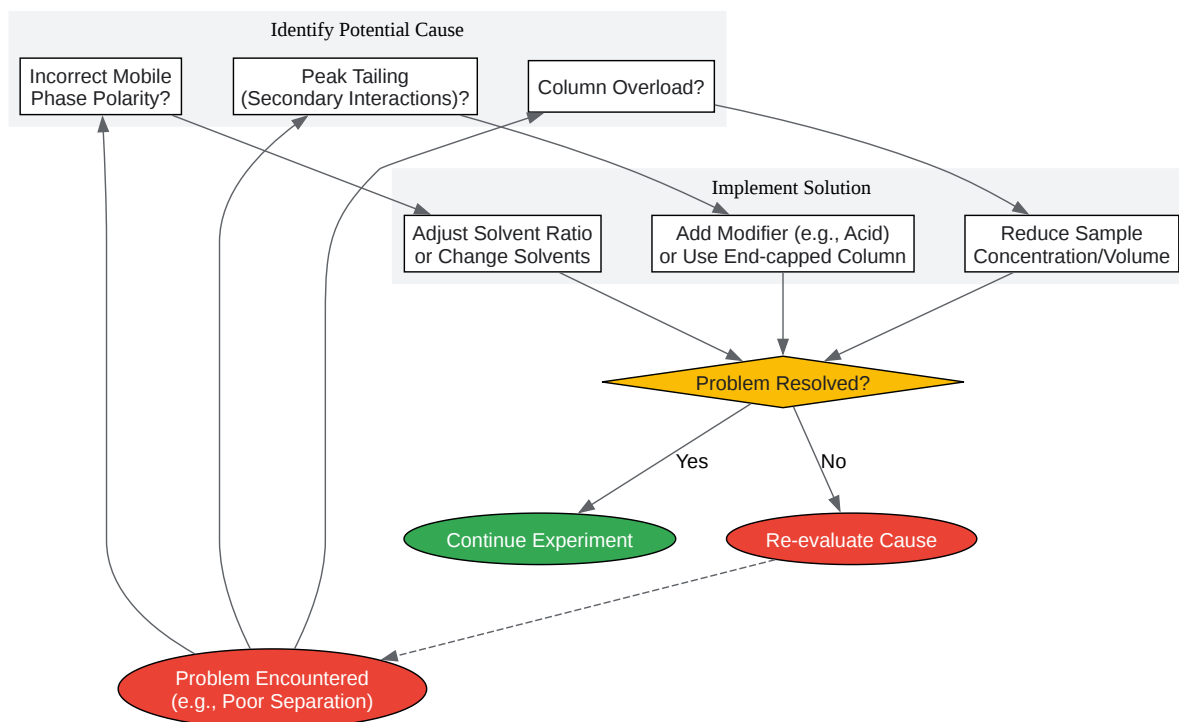 Identify Potential Cause
Incorrect Mobile
Phase Polarity?
Peak Tailing
(Secondary Interactions)?
Column Overload?
Implement Solution
Adjust Solvent Ratio
or Change Solvents
Add Modifier (e.g., Acid)
or Use End-capped Column
Reduce Sample
Concentration/Volume
Problem Resolved?
Yes
No
Continue Experiment
Re-evaluate Cause
Problem Encountered
(e.g., Poor Separation)